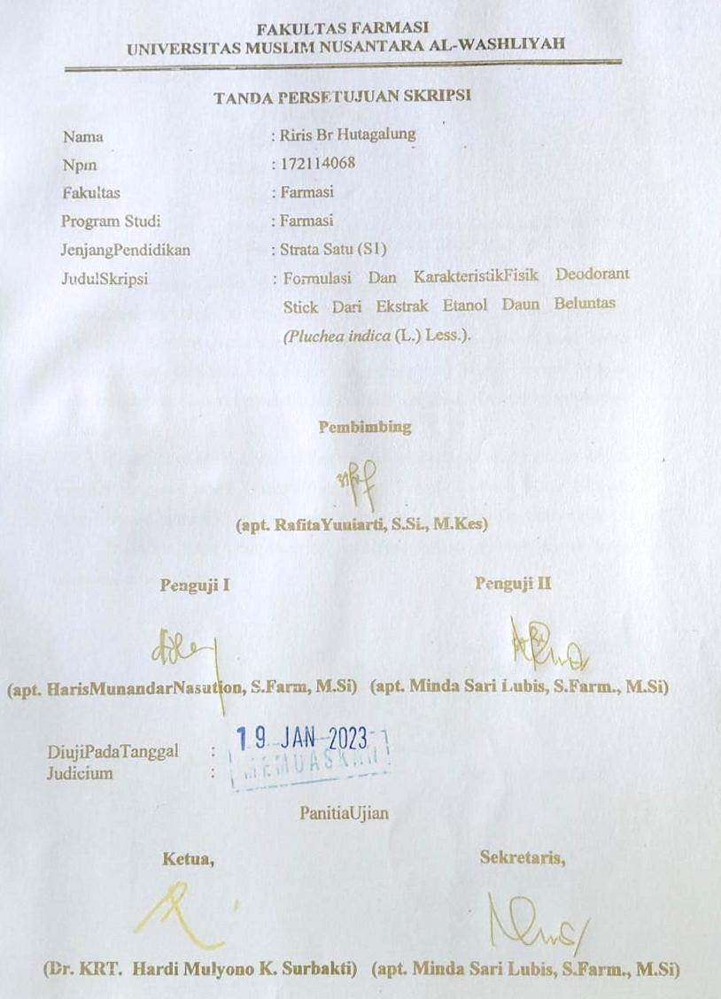 FAKULTAS FARMASI
UNIVERSITAS MUSLIM NUSANTARA AL-WASHLIYAH
TANDA PERSETUJUAN SKRIPSI
Nama : Riris Br Hutagalung
Npm : 172114068
Fakultas : Farmasi
Program Studi : Farmasi
JenjangPendidikan : Strata Satu (S1)
JudulSkripsi : Formulasi Dan KarakteristikFisik Deodorant
Stick Dari Ekstrak Etanol Daun Beluntas
(Pluchea indica (L.) Less.).
Pembimbing
(apt. RafitaYuniarti, S.Si., M.Kes)
Penguji I Penguji II
(apt. HarisMunandarNasution, S.Farm, M.Si) (apt. Minda Sari Lubis, S.Farm., M.Si)
DiujiPadaTanggal : 19 JAN 2023
Judicium : MEMUASKAN
PanitiaUjian
Ketua, Sekretaris,
(Dr. KRT. Hardi Mulyono K. Surbakti) (apt. Minda Sari Lubis, S.Farm., M.Si)